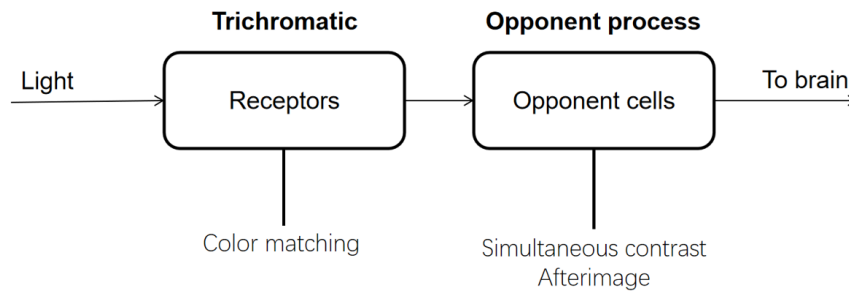 Trichromatic
Opponent process
Light
Receptors
Opponent cells
To brain
Color matching
Simultaneous contrast
Afterimage